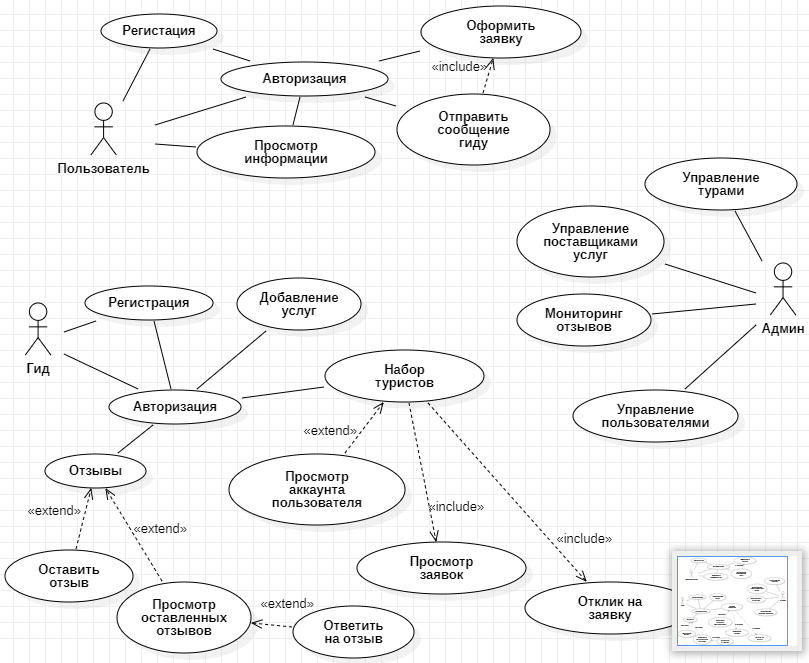 Регистация
Оформить
заявку
«include»
Авторизация
Отправить
сообщение
гиду
Просмотр
информации
Пользователь
Управление
турами
Управление
поставщиками
услуг
Мониторинг
отзывов
Админ
Управление
пользователями
Регистрация
Добавление
услуг
Гид
Набор
туристов
Авторизация
«extend»
Отзывы
Просмотр
аккаунта
пользователя
«extend»
«extend»
«include»
«include»
Оставить
отзыв
Просмотр
заявок
Просмотр
оставленных
отзывов
«extend»
Ответить
на отзыв
Отклик на
заявку